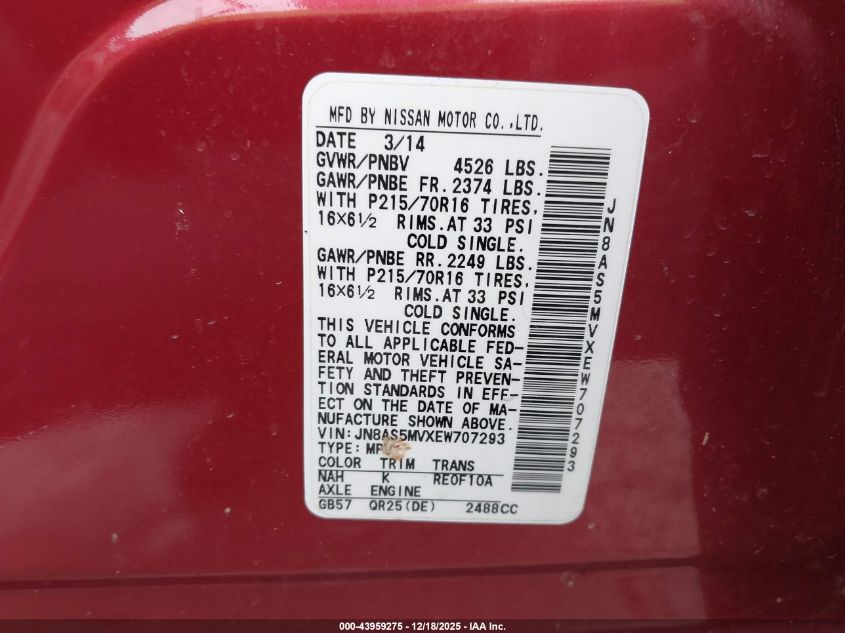 MFD BY NISSAN MOTOR CO.,LTD.
DATE 3/14
GVWR/PNBV 4526 LBS.
GAWR/PNBE FR. 2374 LBS.
WITH P215/70R16 TIRES,
16X6½ RIMS. AT 33 PSI
COLD SINGLE.
GAWR/PNBE RR. 2249 LBS.
WITH P215/70R16 TIRES,
16X6½ RIMS. AT 33 PSI
COLD SINGLE.
THIS VEHICLE CONFORMS
TO ALL APPLICABLE FED-
ERAL MOTOR VEHICLE SA-
FETY AND THEFT PREVEN-
TION STANDARDS IN EFF-
ECT ON THE DATE OF MA-
NUFACTURE SHOWN ABOVE.
VIN: JN8AS5MVXEW707293
TYPE: MPV
COLOR TRIM TRANS
NAH K RE0F10A
AXLE ENGINE
GB57 QR25(DE) 2488CC
JN8AS5MVXEW707293
000-43959275 - 12/18/2025 - IAA Inc.